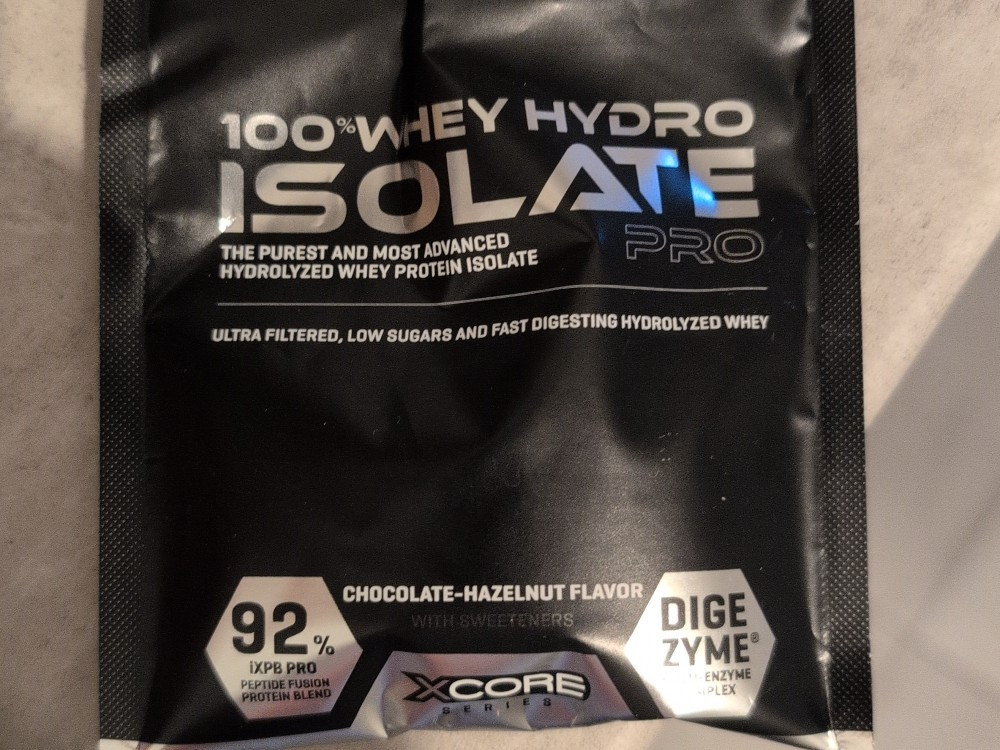 100% WHEY HYDRO
ISOLATE
PRO
THE PUREST AND MOST ADVANCED
HYDROLYZED WHEY PROTEIN ISOLATE
ULTRA FILTERED, LOW SUGARS AND FAST DIGESTING HYDROLYZED WHEY
CHOCOLATE-HAZELNUT FLAVOR
WITH SWEETENERS
92%
iXPB PRO
PEPTIDE FUSION
PROTEIN BLEND
XCORE
SERIES
DIGE
ZYME®
ENZYME